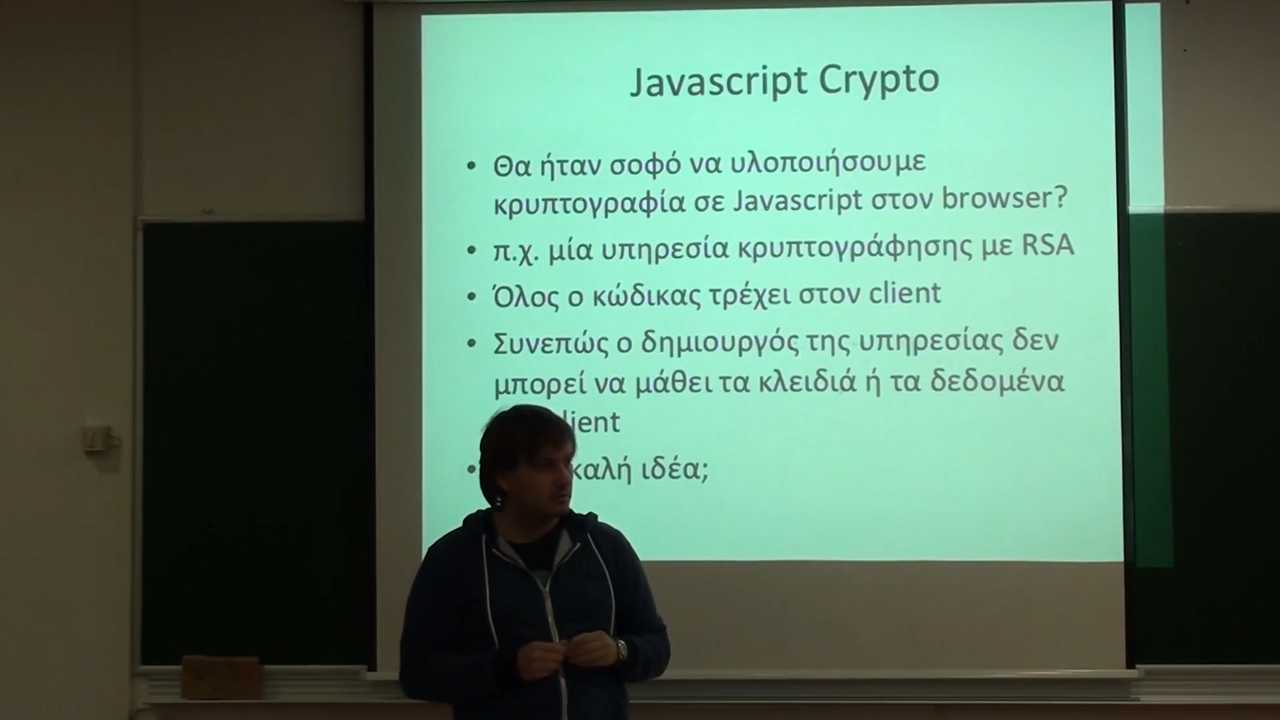 Javascript Crypto
• Θα ήταν σοφό να υλοποιήσουμε
κρυπτογραφία σε Javascript στον browser?
• π.χ. μία υπηρεσία κρυπτογράφησης με RSA
• Όλος ο κώδικας τρέχει στον client
• Συνεπώς ο δημιουργός της υπηρεσίας δεν
μπορεί να μάθει τα κλειδιά ή τα δεδομένα
client
• καλή ιδέα;